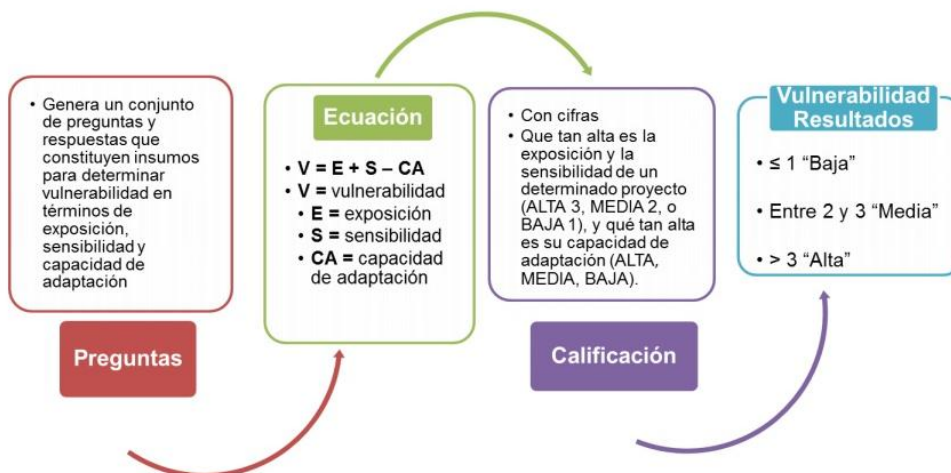 • Genera un conjunto
de preguntas y
respuestas que
constituyen insumos
para determinar
vulnerabilidad en
términos de
exposición,
sensibilidad y
capacidad de
adaptación
Preguntas
Ecuación
• V = E + S – CA
• V = vulnerabilidad
• E = exposición
• S = sensibilidad
• CA = capacidad
de adaptación
• Con cifras
• Que tan alta es la
exposición y la
sensibilidad de un
determinado proyecto
(ALTA 3, MEDIA 2, o
BAJA 1), y qué tan alta
es su capacidad de
adaptación (ALTA,
MEDIA, BAJA).
Calificación
Vulnerabilidad
Resultados
• ≤ 1 “Baja”
• Entre 2 y 3 “Media”
• > 3 “Alta”